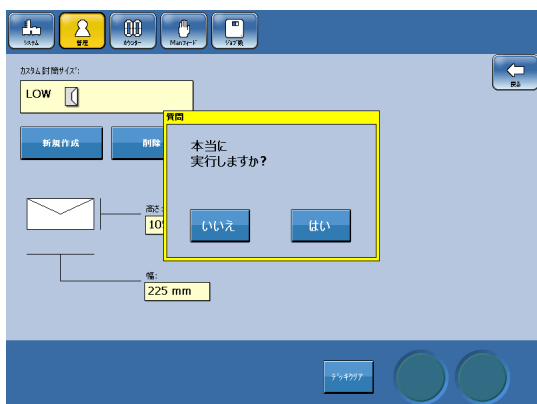 システム
管理
カウンター
Manフィード
ジョブ敗
戻る
カスタム封筒サイズ:
LOW
新規作成
削除
質問
本当に
実行しますか?
いいえ
はい
高さ:
幅:
225 mm
デッキクリア